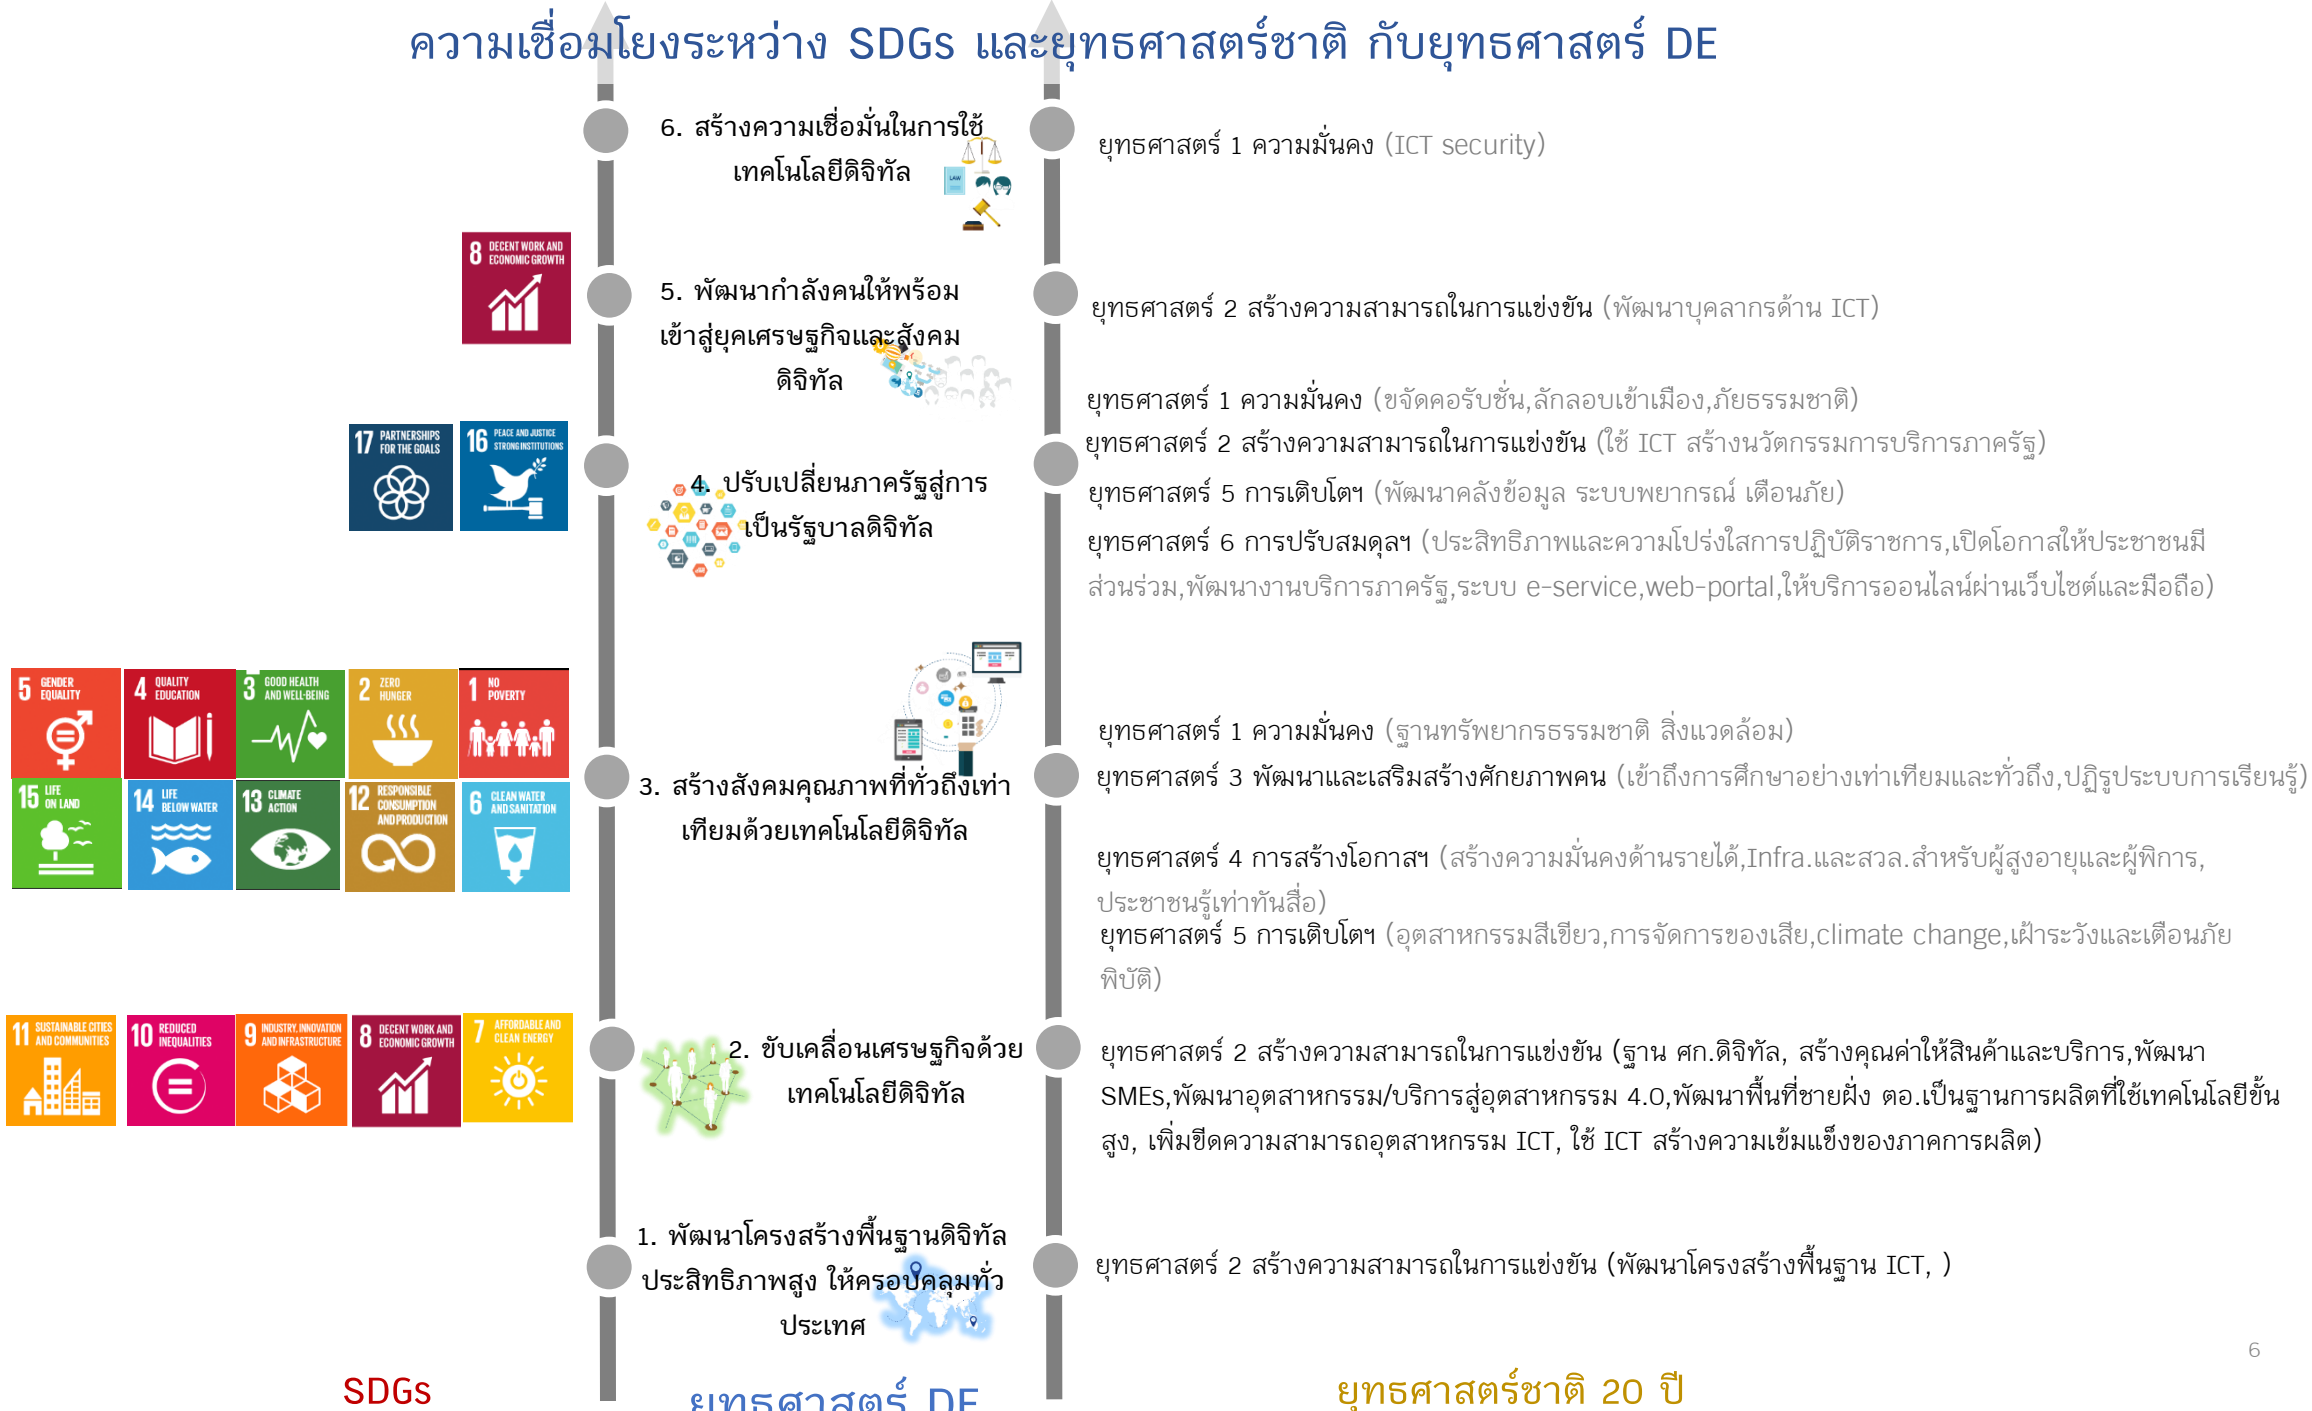 ความเชื่อมโยงระหว่าง SDGs และยุทธศาสตร์ชาติ กับยุทธศาสตร์ DE
6. สร้างความเชื่อมั่นในการใช้
เทคโนโลยีดิจิทัล
LAW
ยุทธศาสตร์ 1 ความมั่นคง (ICT security)
8 DECENT WORK AND
ECONOMIC GROWTH
5. พัฒนากำลังคนให้พร้อม
เข้าสู่ยุคเศรษฐกิจและสังคม
ดิจิทัล
ยุทธศาสตร์ 2 สร้างความสามารถในการแข่งขัน (พัฒนาบุคลากรด้าน ICT)
17 PARTNERSHIPS
FOR THE GOALS
16 PEACE AND JUSTICE
STRONG INSTITUTIONS
4. ปรับเปลี่ยนภาครัฐสู่การ
เป็นรัฐบาลดิจิทัล
ยุทธศาสตร์ 1 ความมั่นคง (ขจัดคอรับชั่น,ลักลอบเข้าเมือง,ภัยธรรมชาติ)
ยุทธศาสตร์ 2 สร้างความสามารถในการแข่งขัน (ใช้ ICT สร้างนวัตกรรมการบริการภาครัฐ)
ยุทธศาสตร์ 5 การเติบโตฯ (พัฒนาคลังข้อมูล ระบบพยากรณ์ เตือนภัย)
ยุทธศาสตร์ 6 การปรับสมดุลฯ (ประสิทธิภาพและความโปร่งใสการปฏิบัติราชการ,เปิดโอกาสให้ประชาชนมี
ส่วนร่วม,พัฒนางานบริการภาครัฐ,ระบบ e-service,web-portal,ให้บริการออนไลน์ผ่านเว็บไซต์และมือถือ)
5 GENDER
EQUALITY
4 QUALITY
EDUCATION
3 GOOD HEALTH
AND WELL-BEING
2 ZERO
HUNGER
1 NO
POVERTY
15 LIFE
ON LAND
14 LIFE
BELOW WATER
13 CLIMATE
ACTION
12 RESPONSIBLE
CONSUMPTION
AND PRODUCTION
6 CLEAN WATER
AND SANITATION
3. สร้างสังคมคุณภาพที่ทั่วถึงเท่า
เทียมด้วยเทคโนโลยีดิจิทัล
ยุทธศาสตร์ 1 ความมั่นคง (ฐานทรัพยากรธรรมชาติ สิ่งแวดล้อม)
ยุทธศาสตร์ 3 พัฒนาและเสริมสร้างศักยภาพคน (เข้าถึงการศึกษาอย่างเท่าเทียมและทั่วถึง,ปฏิรูประบบการเรียนรู้)
ยุทธศาสตร์ 4 การสร้างโอกาสฯ (สร้างความมั่นคงด้านรายได้,Infra.และสวล.สำหรับผู้สูงอายุและผู้พิการ,
ประชาชนรู้เท่าทันสื่อ)
ยุทธศาสตร์ 5 การเติบโตฯ (อุตสาหกรรมสีเขียว,การจัดการของเสีย,climate change,เฝ้าระวังและเตือนภัย
พิบัติ)
11 SUSTAINABLE CITIES
AND COMMUNITIES
10 REDUCED
INEQUALITIES
9 INDUSTRY, INNOVATION
AND INFRASTRUCTURE
8 DECENT WORK AND
ECONOMIC GROWTH
7 AFFORDABLE AND
CLEAN ENERGY
2. ขับเคลื่อนเศรษฐกิจด้วย
เทคโนโลยีดิจิทัล
ยุทธศาสตร์ 2 สร้างความสามารถในการแข่งขัน (ฐาน ศก.ดิจิทัล, สร้างคุณค่าให้สินค้าและบริการ,พัฒนา
SMEs,พัฒนาอุตสาหกรรม/บริการสู่อุตสาหกรรม 4.0,พัฒนาพื้นที่ชายฝั่ง ตอ.เป็นฐานการผลิตที่ใช้เทคโนโลยีขั้น
สูง, เพิ่มขีดความสามารถอุตสาหกรรม ICT, ใช้ ICT สร้างความเข้มแข็งของภาคการผลิต)
1. พัฒนาโครงสร้างพื้นฐานดิจิทัล
ประสิทธิภาพสูง ให้ครอบคลุมทั่ว
ประเทศ
ยุทธศาสตร์ 2 สร้างความสามารถในการแข่งขัน (พัฒนาโครงสร้างพื้นฐาน ICT, )
6
SDGs
ยุทธศาสตร์ DE
ยุทธศาสตร์ชาติ 20 ปี